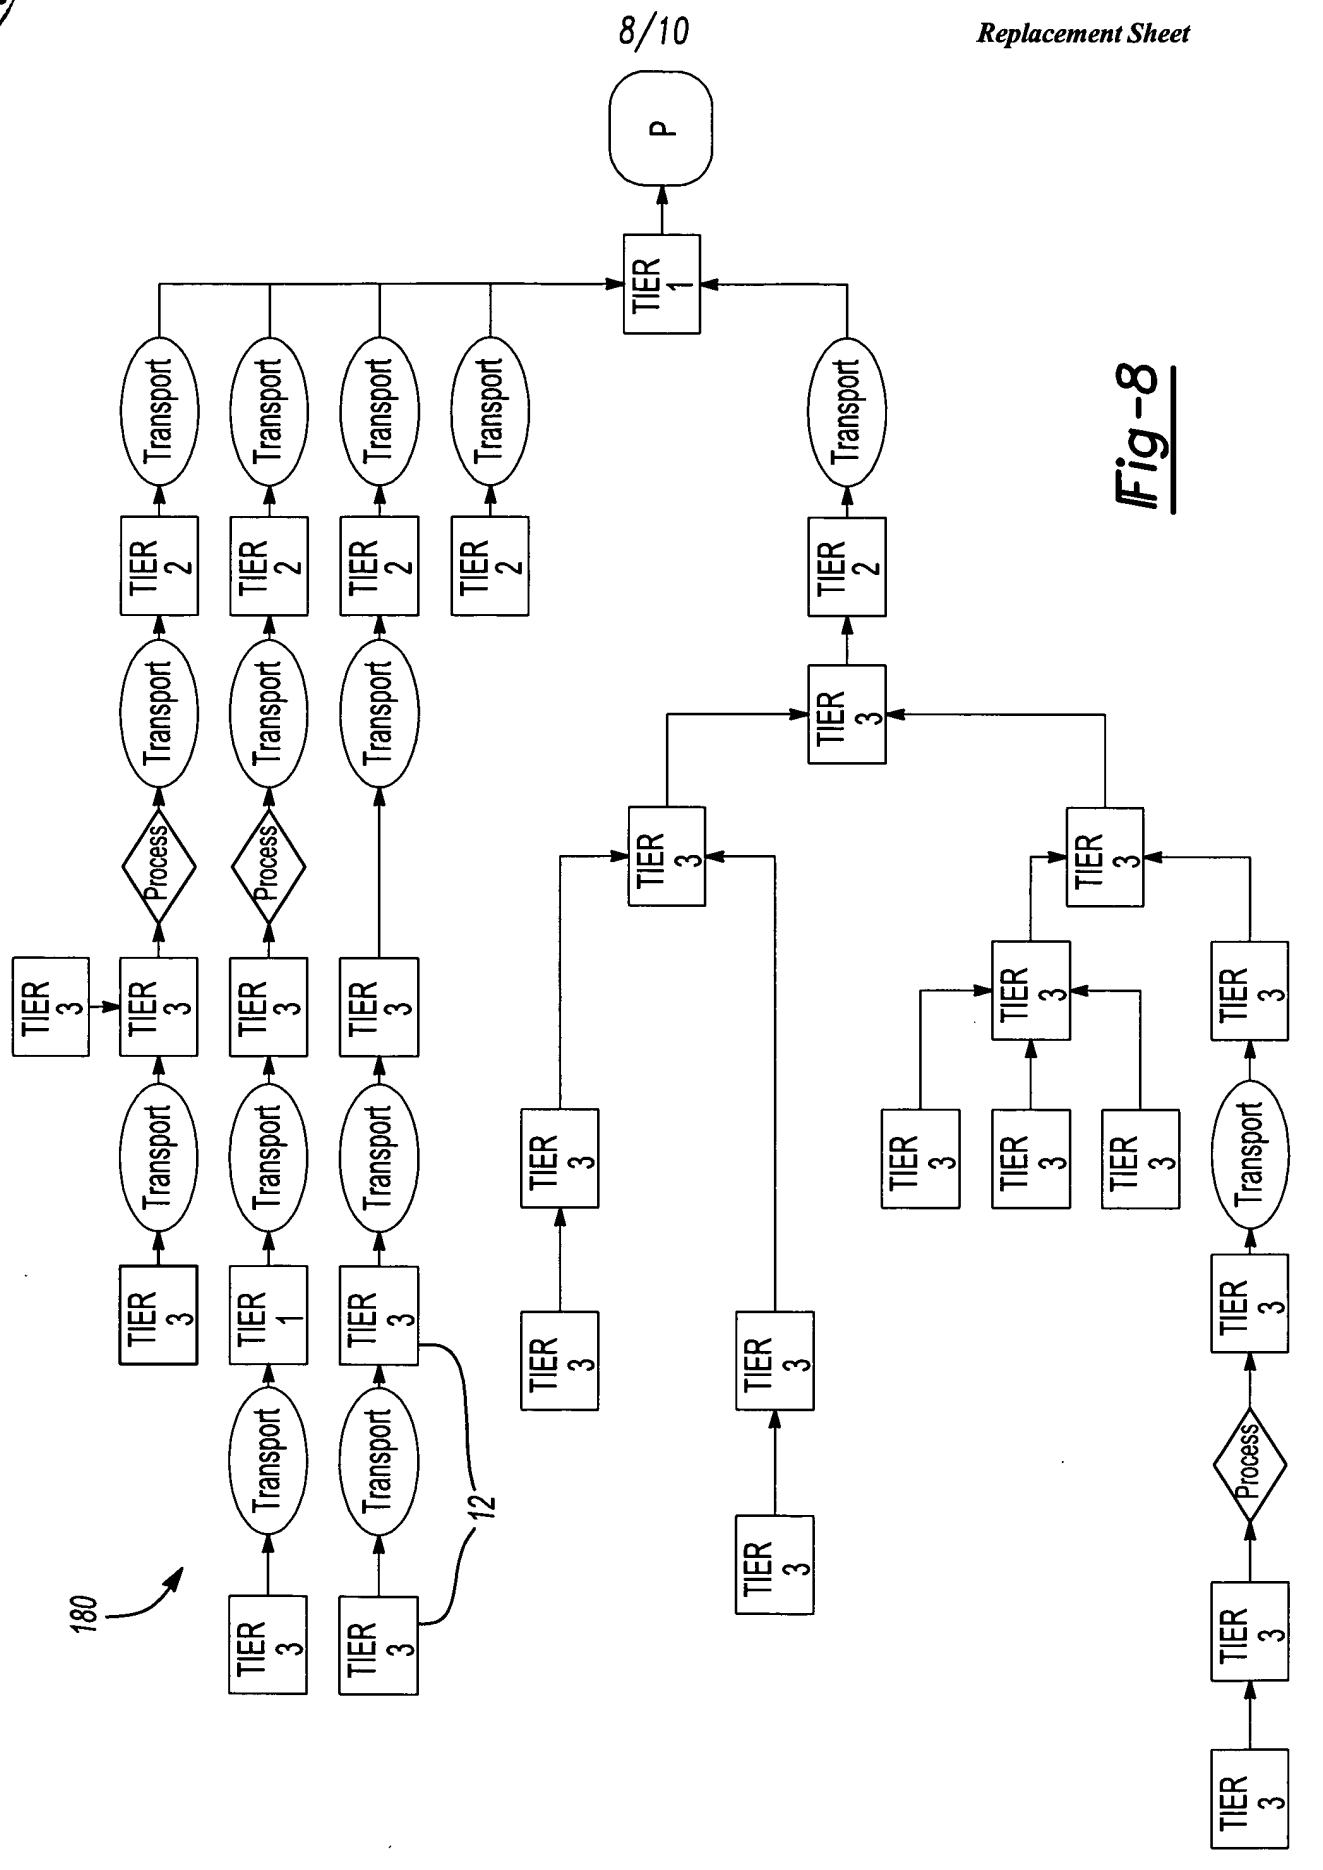 8/10
Replacement Sheet
P
TIER
1
Transport
Transport
Transport
Transport
Transport
Fig-8
TIER
2
TIER
2
TIER
2
TIER
2
TIER
2
Transport
Transport
Transport
TIER
3
Process
Process
TIER
3
TIER
3
TIER
3
TIER
3
TIER
3
TIER
3
TIER
3
TIER
3
Transport
Transport
Transport
TIER
3
TIER
3
TIER
3
TIER
3
Transport
TIER
3
TIER
1
TIER
3
TIER
3
TIER
3
TIER
3
Transport
Transport
Process
12
180
TIER
3
TIER
3
TIER
3
TIER
3
TIER
3